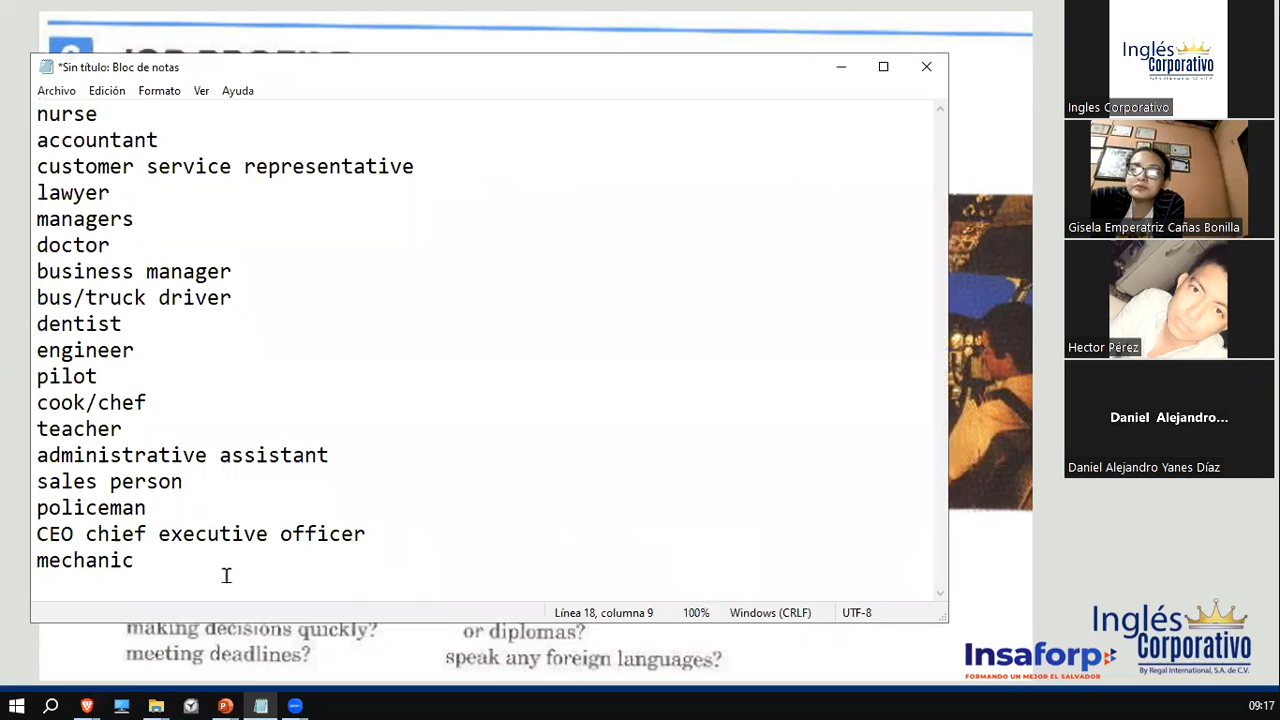 *Sin título: Bloc de notas
Archivo Edición Formato Ver Ayuda
nurse
accountant
customer service representative
lawyer
managers
doctor
business manager
bus/truck driver
dentist
engineer
pilot
cook/chef
teacher
administrative assistant
sales person
policeman
CEO chief executive officer
mechanic
Línea 18, columna 9 100% Windows (CRLF) UTF-8
making decisions quickly? or diplomas?
meeting deadlines? speak any foreign languages?
Inglés
Corporativo
Ingles Corporativo
Gisela Emperatriz Cañas Bonilla
Hector Pérez
Daniel Alejandro...
Daniel Alejandro Yanes Díaz
Insaforp
FORMANDO UN MEJOR EL SALVADOR
Inglés
Corporativo
By Regal International, S.A. de C.V.
09:17